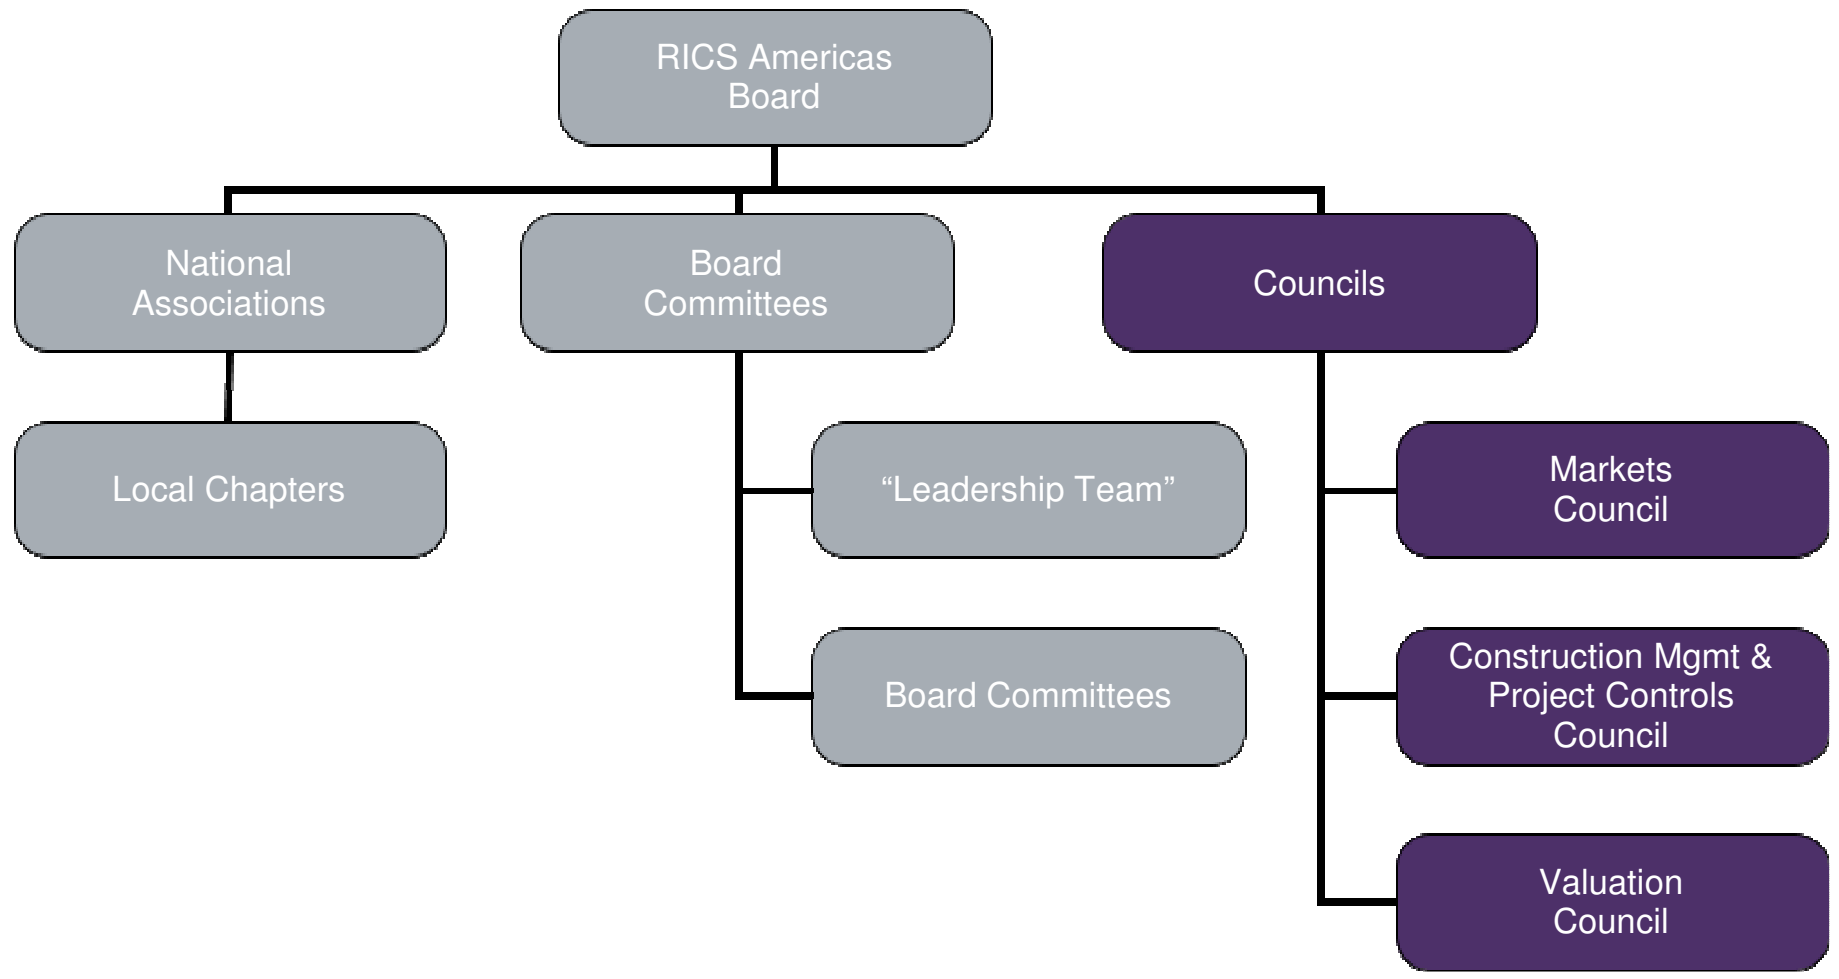 RICS Americas
Board
National
Associations
Board
Committees
Councils
Local Chapters
“Leadership Team”
Markets
Council
Board Committees
Construction Mgmt &
Project Controls
Council
Valuation
Council